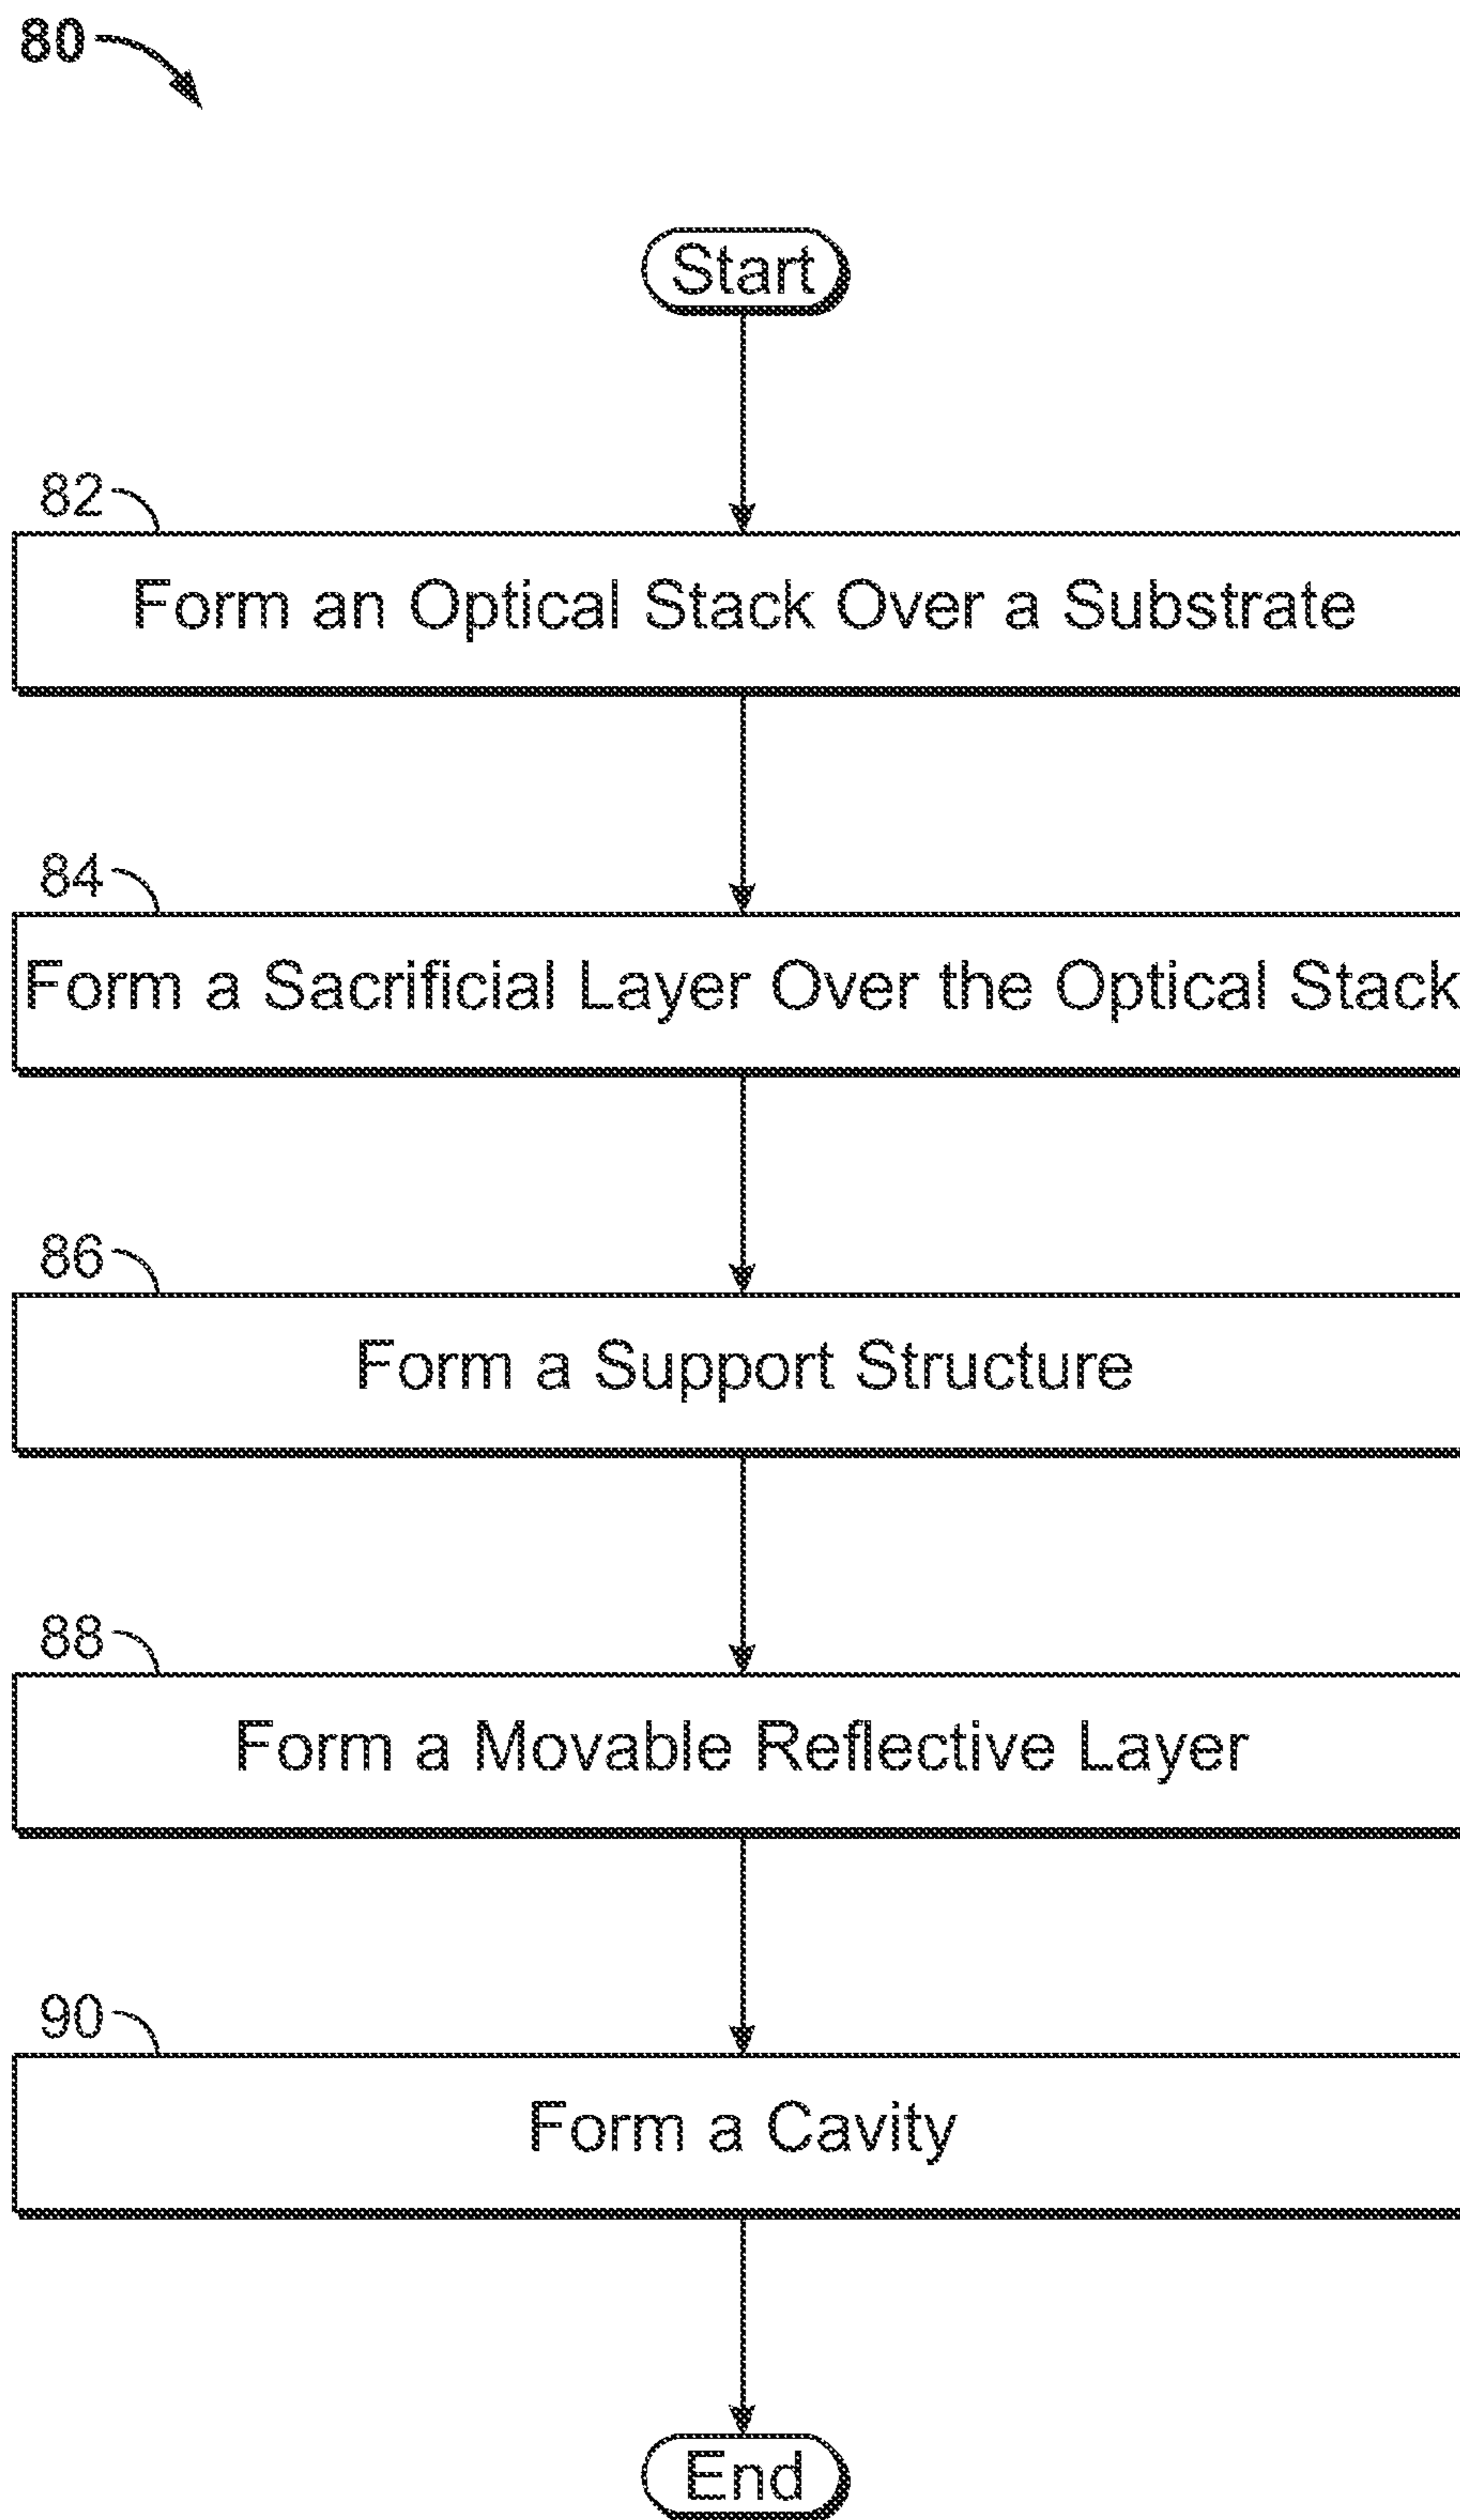 80
Start
82
Form an Optical Stack Over a Substrate
84
Form a Sacrificial Layer Over the Optical Stack
86
Form a Support Structure
88
Form a Movable Reflective Layer
90
Form a Cavity
End